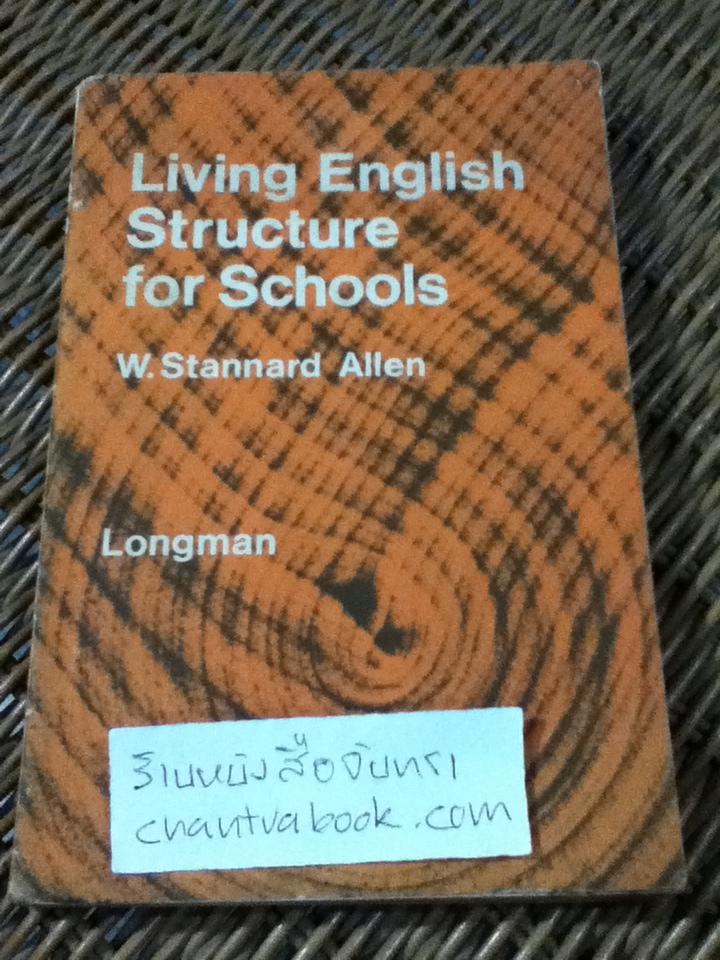 Living English
Structure
for Schools
W. Stannard Allen
Longman
ร้านหนังสือจันทรา
chantrabook.com